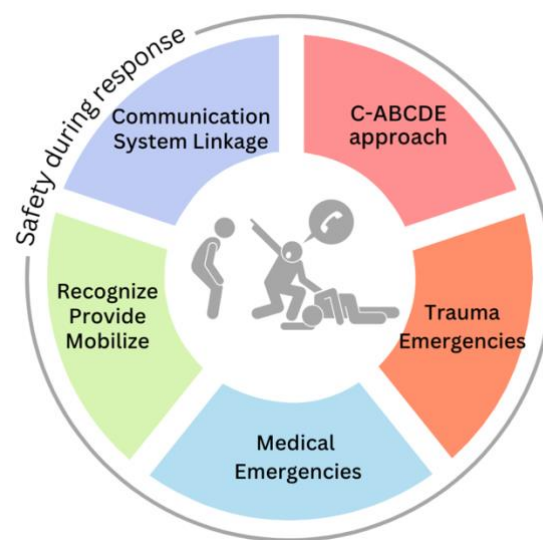 Safety during response
Communication
System Linkage
C-ABCDE
approach
Recognize
Provide
Mobilize
Trauma
Emergencies
Medical
Emergencies